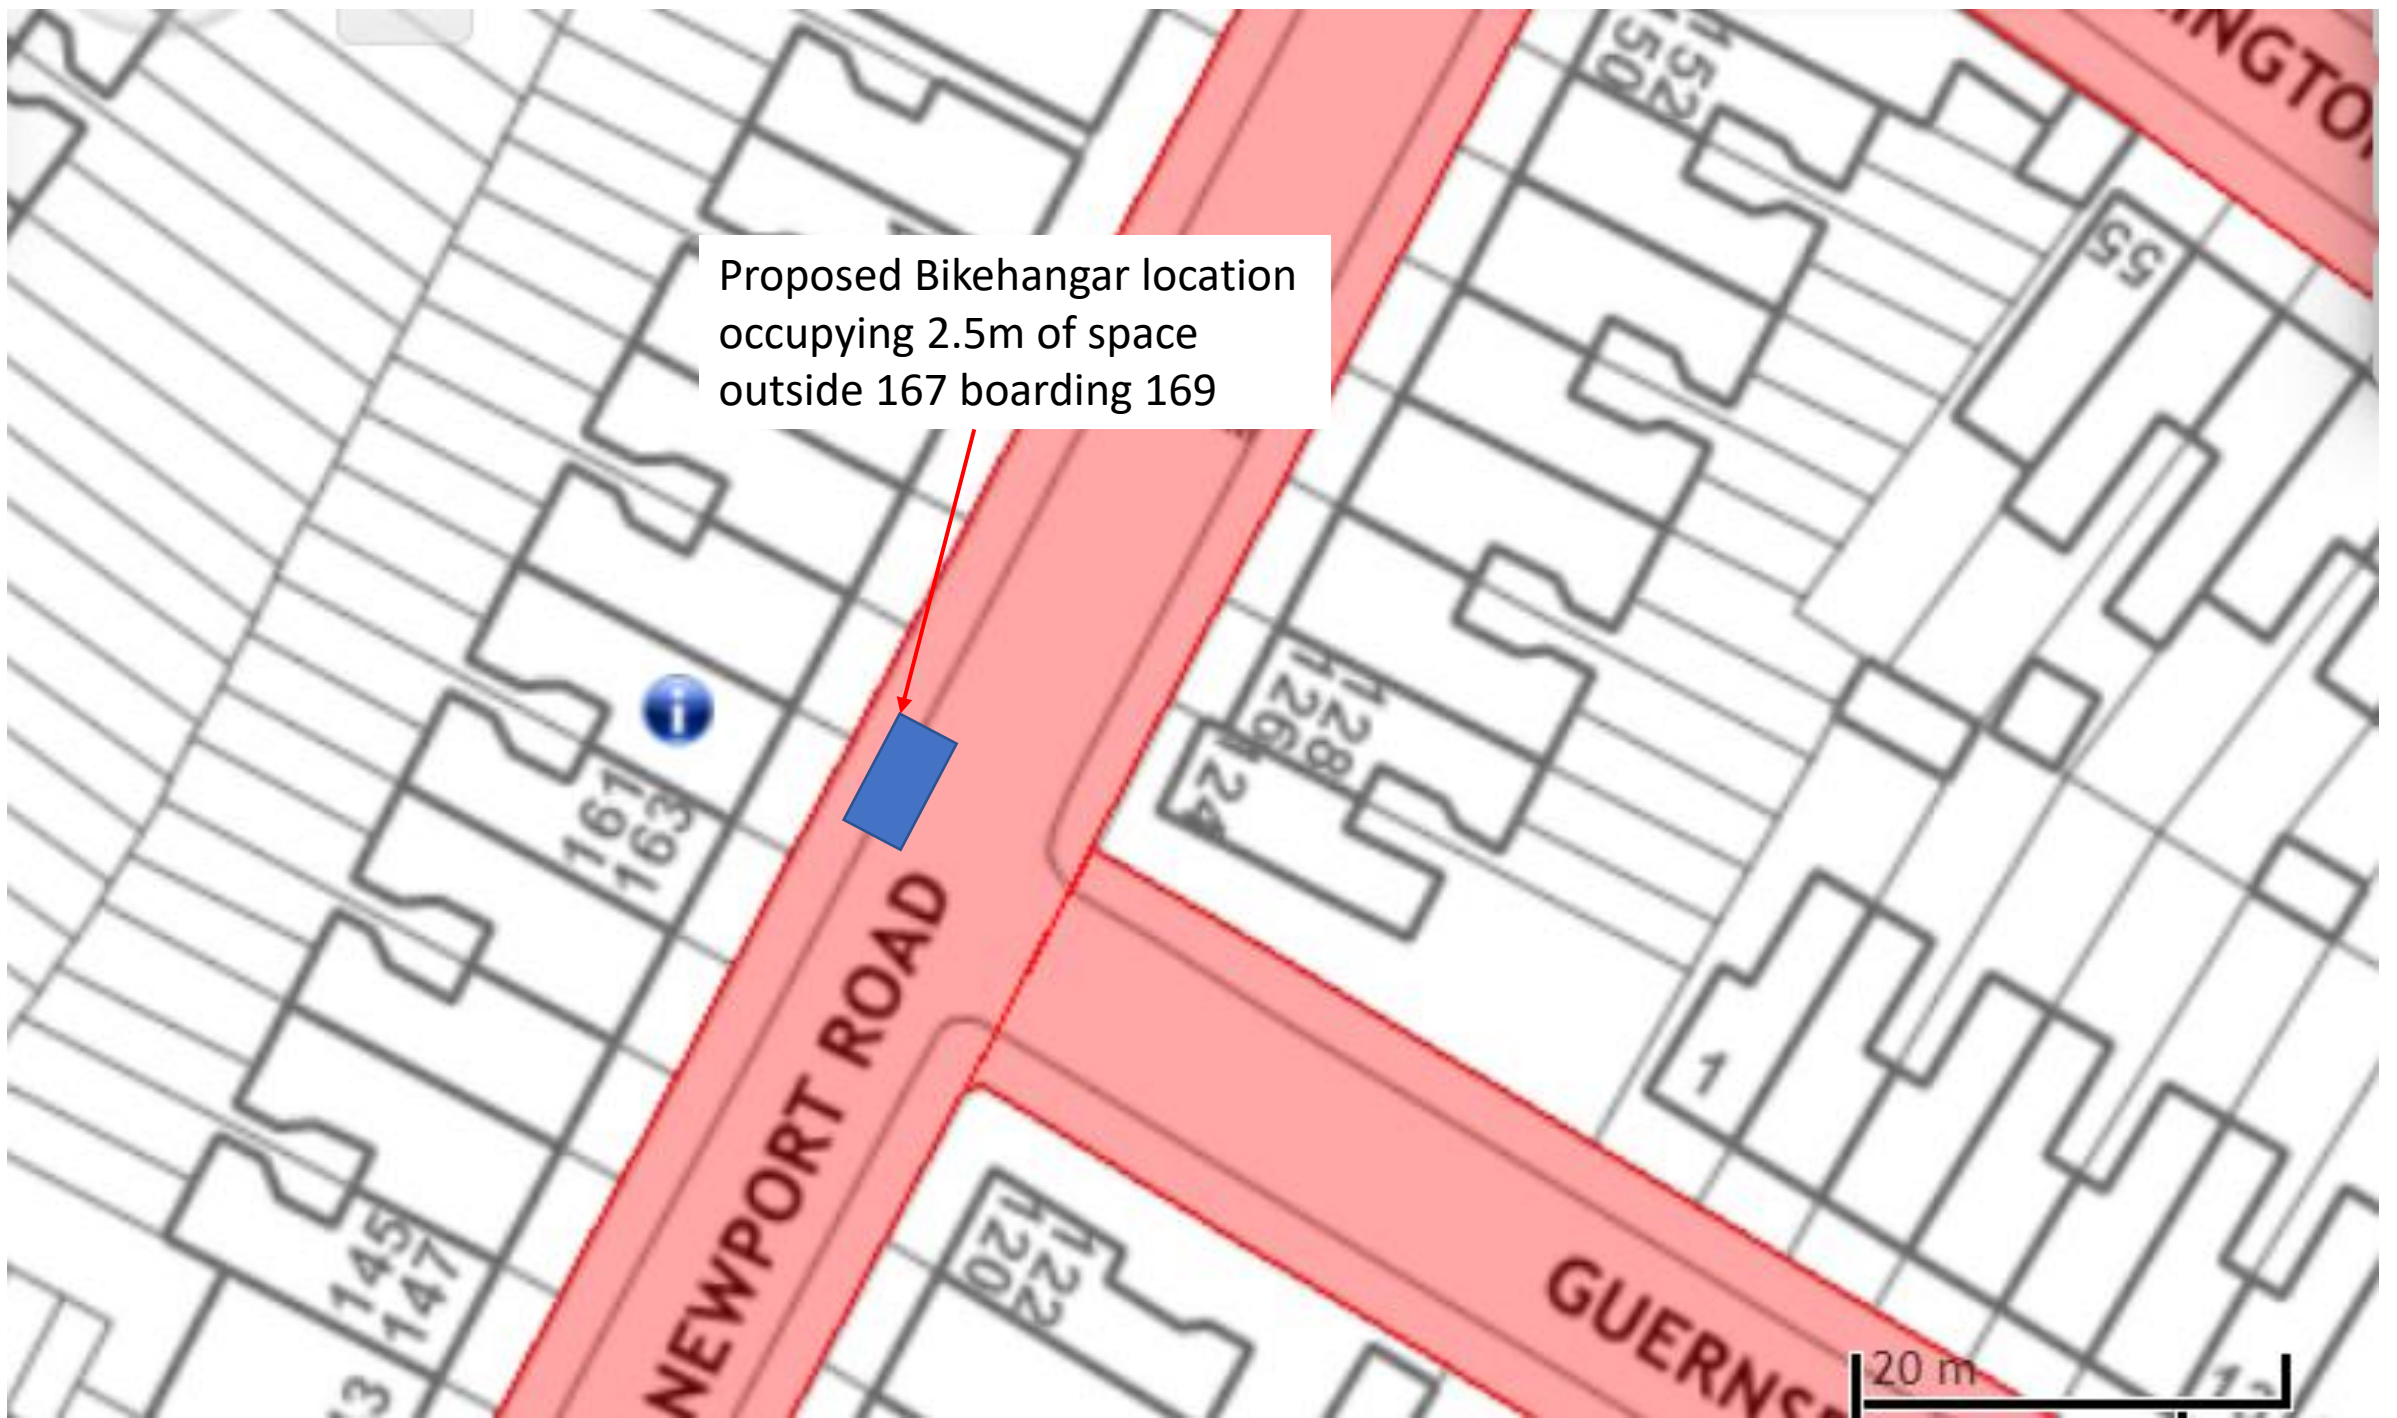 INGTO
152
150
55
Proposed Bikehangar location
occupying 2.5m of space
outside 167 boarding 169
i
128
126
124
161
163
NEWPORT ROAD
1
122
120
145
147
GUERNS
20 m